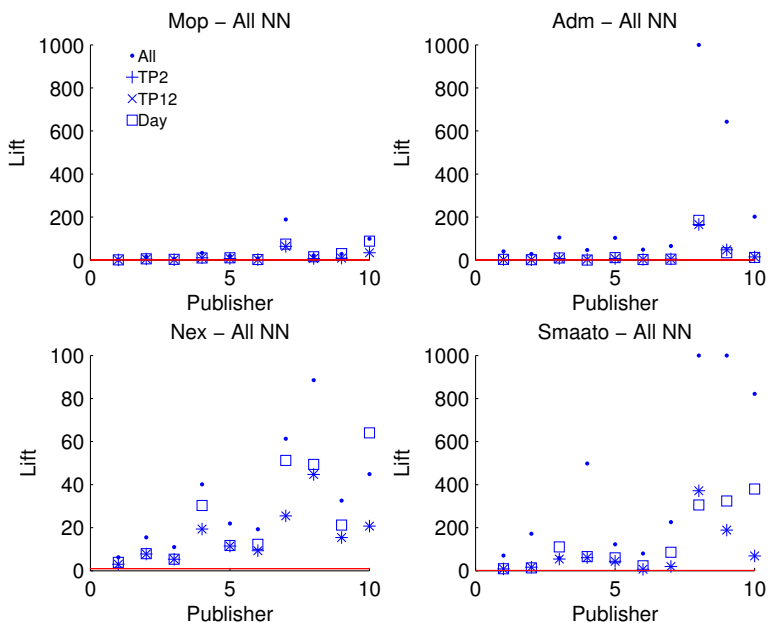 Mop − All NN
1000
800
600
400
200
0
Lift
All
TP2
TP12
Day
0
5
10
Publisher
Adm − All NN
1000
800
600
400
200
0
Lift
0
5
10
Publisher
Nex − All NN
100
80
60
40
20
0
Lift
0
5
10
Publisher
Smaato − All NN
1000
800
600
400
200
0
Lift
0
5
10
Publisher